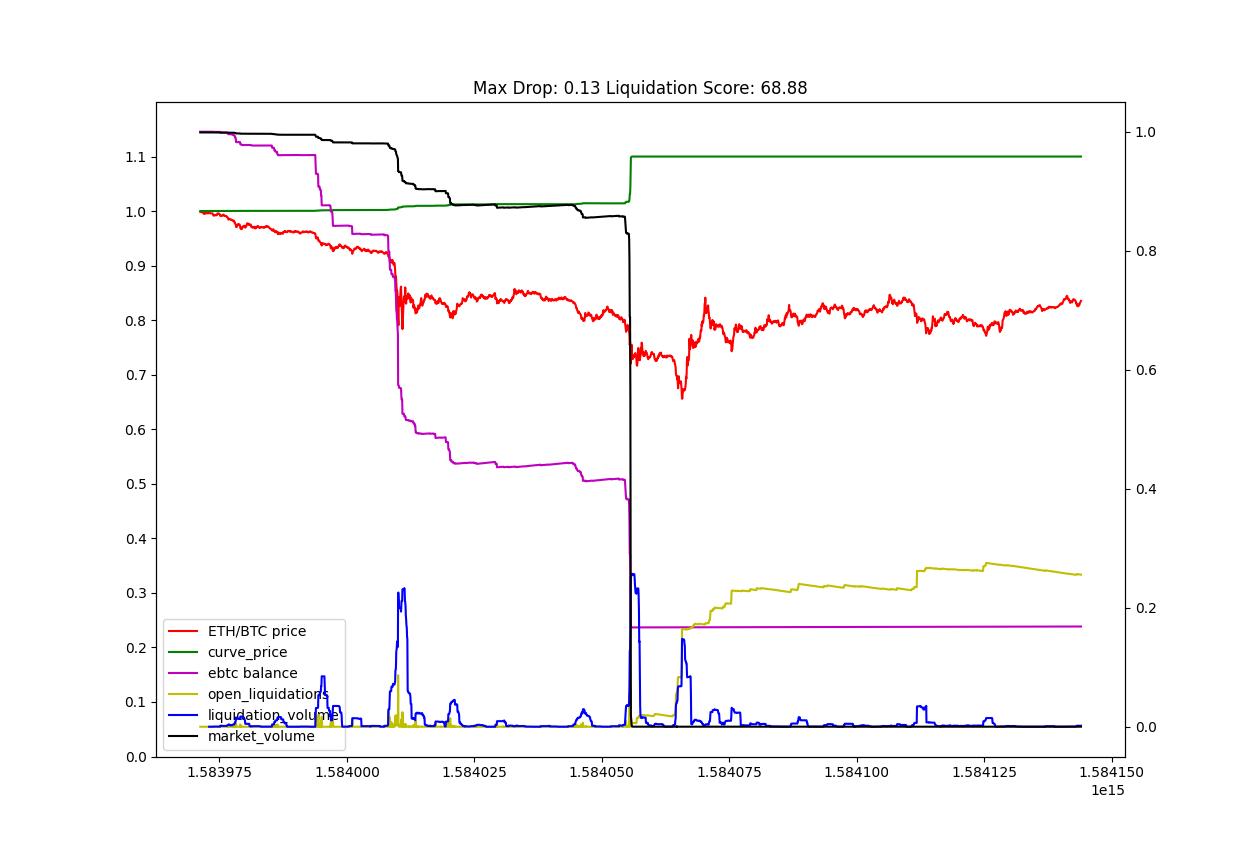 Max Drop: 0.13 Liquidation Score: 68.88
1.1
1.0
0.9
0.8
0.7
0.6
0.5
0.4
0.3
0.2
0.1
0.0
1.0
0.8
0.6
0.4
0.2
0.0
ETH/BTC price
curve_price
ebtc balance
open_liquidations
liquidation_volume
market_volume
1.583975 1.584000 1.584025 1.584050 1.584075 1.584100 1.584125 1.584150
1e15